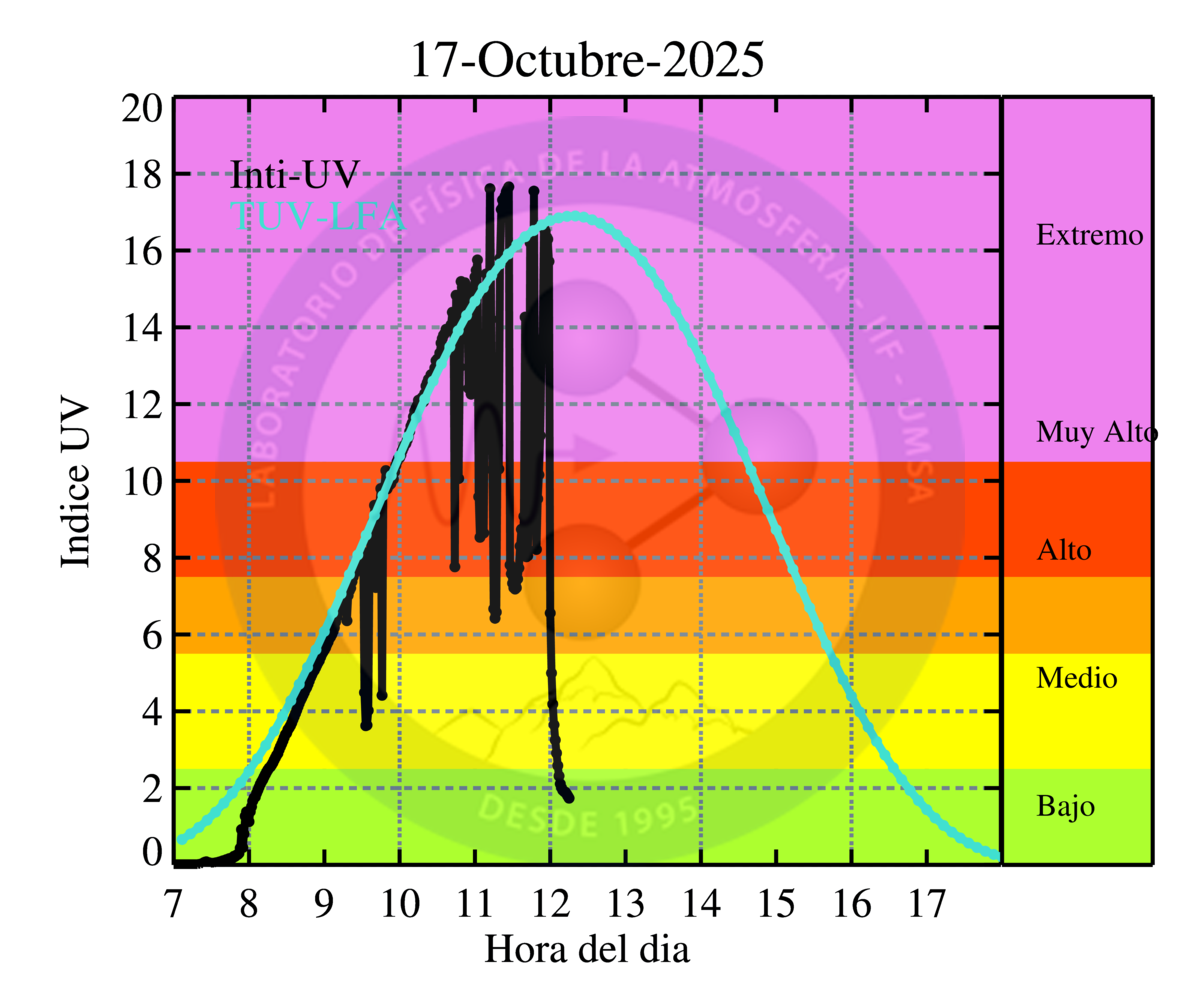 17-Octubre-2025
20
18
16
14
12
10
8
6
4
2
0
Indice UV
Inti-UV
TUV-LFA
LABORATORIO DE FÍSICA DE LA ATMÓSFERA - IIF - UMSA
DESDE 1995
Extremo
Muy Alto
Alto
Medio
Bajo
7 8 9 10 11 12 13 14 15 16 17
Hora del dia